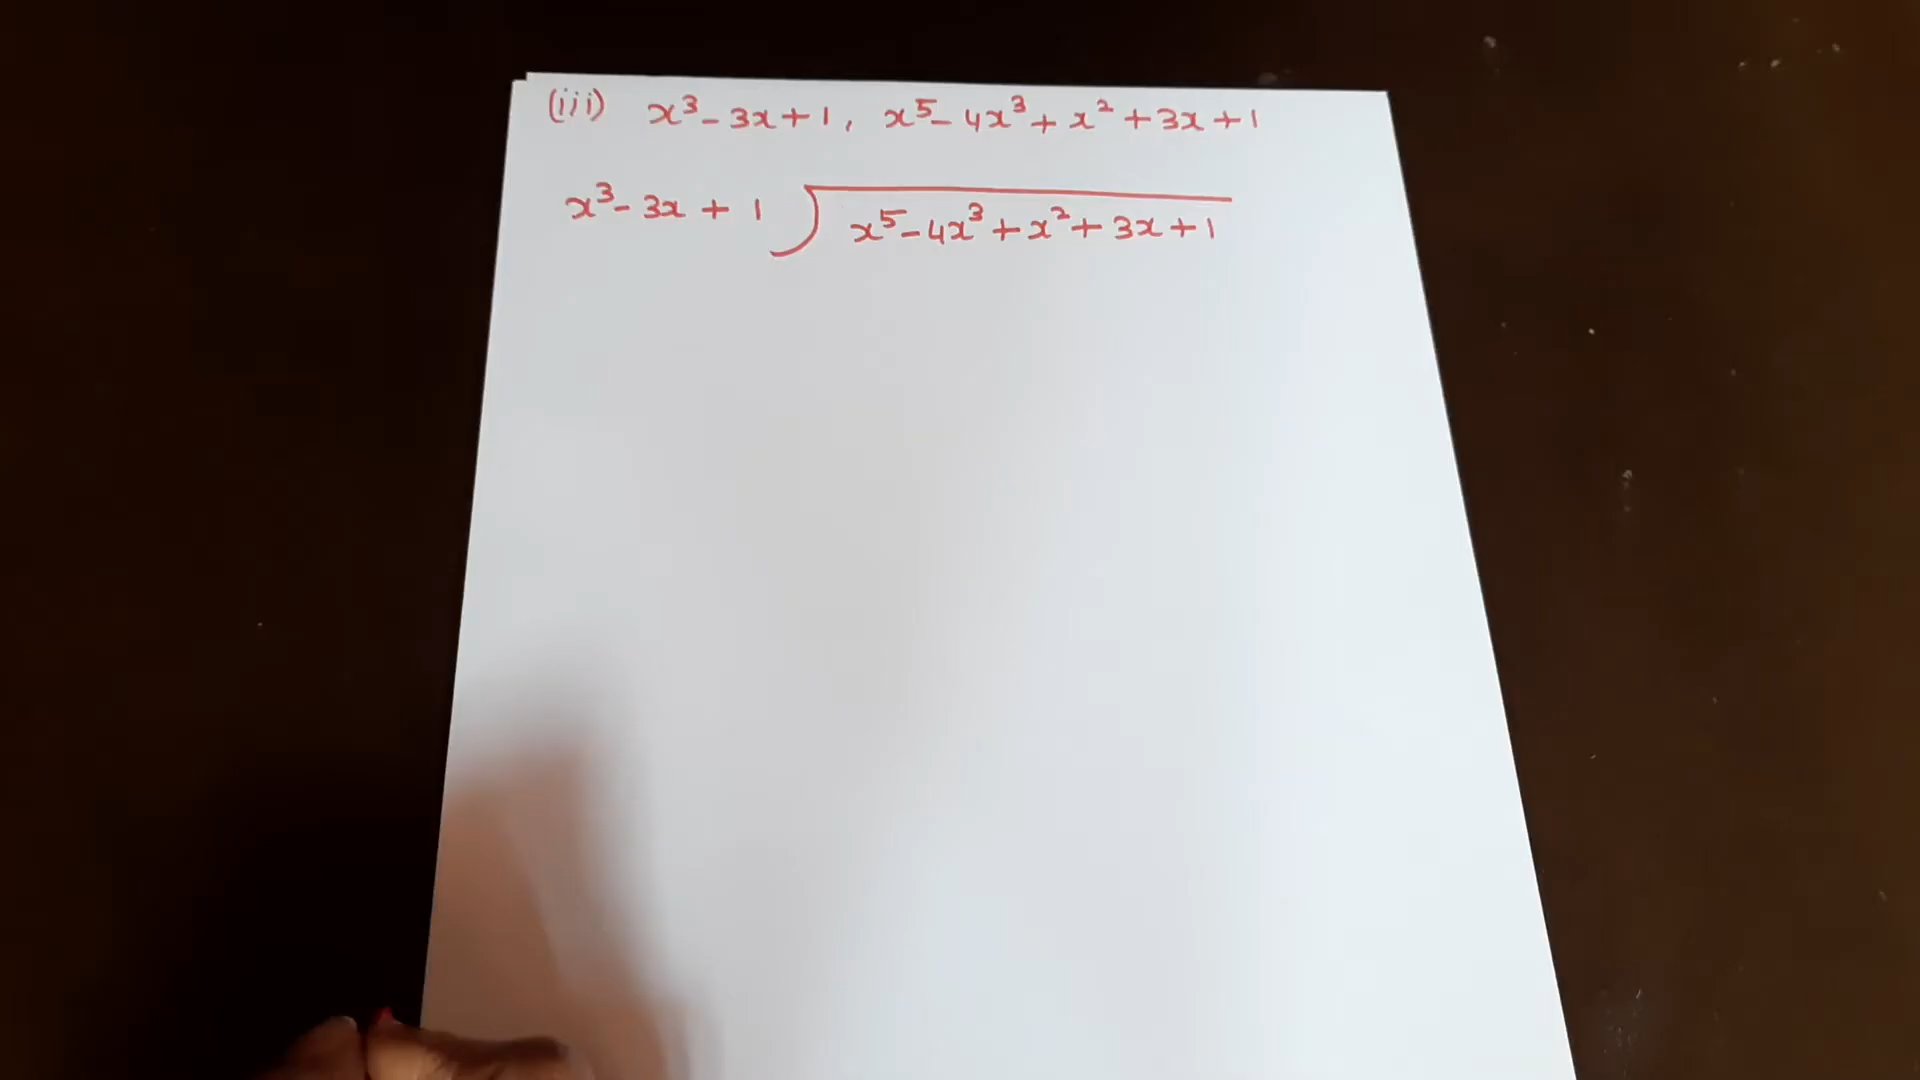 (iii) x³ - 3x + 1, x⁵ - 4x³ + x² + 3x + 1
x³ - 3x + 1 ) x⁵ - 4x³ + x² + 3x + 1